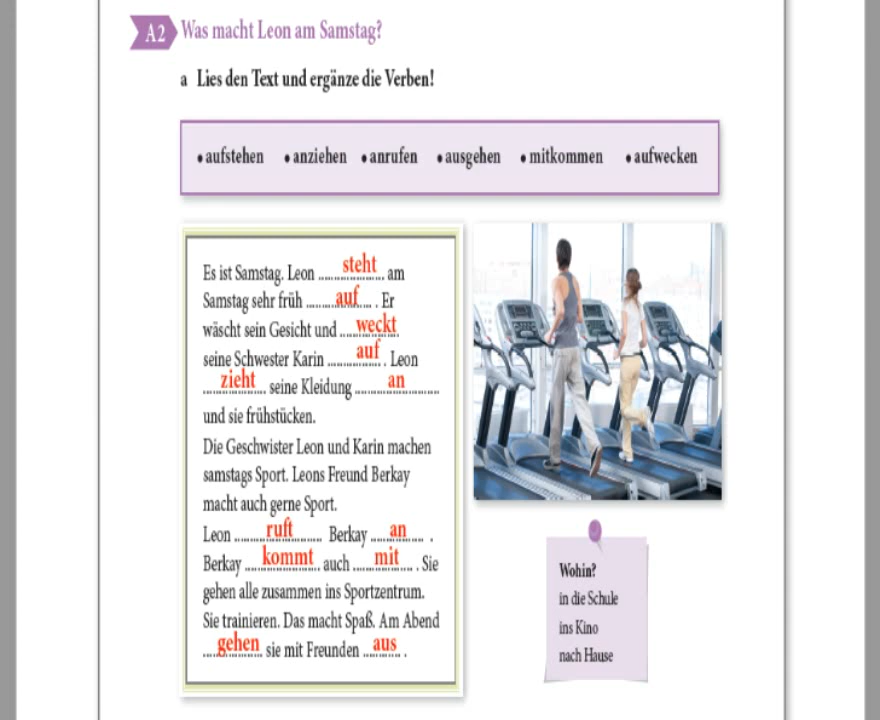 A2 Was macht Leon am Samstag?
a Lies den Text und ergänze die Verben!
• aufstehen • anziehen • anrufen • ausgehen • mitkommen • aufwecken
Es ist Samstag. Leon steht am
Samstag sehr früh auf. Er
wäscht sein Gesicht und weckt
seine Schwester Karin auf. Leon
zieht seine Kleidung an
und sie frühstücken.
Die Geschwister Leon und Karin machen
samstags Sport. Leons Freund Berkay
macht auch gerne Sport.
Leon ruft Berkay an.
Berkay kommt auch mit. Sie
gehen alle zusammen ins Sportzentrum.
Sie trainieren. Das macht Spaß. Am Abend
gehen sie mit Freunden aus.
Wohin?
in die Schule
ins Kino
nach Hause